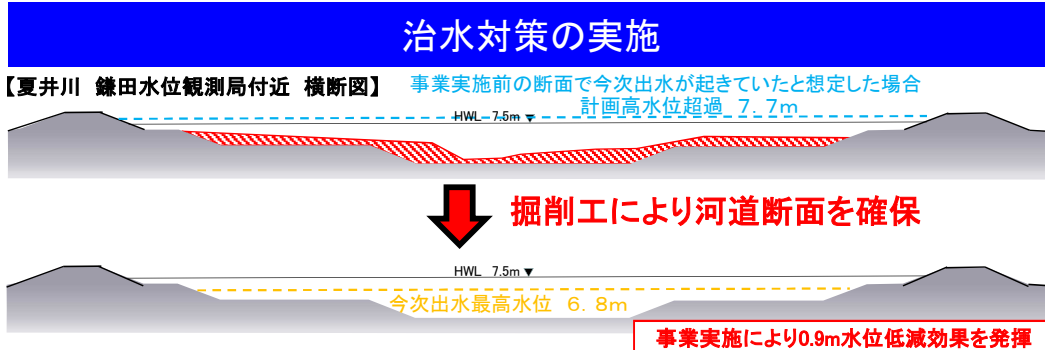 治水対策の実施
【夏井川 鎌田水位観測局付近 横断図】
事業実施前の断面で今次出水が起きていたと想定した場合
計画高水位超過 7.7m
HWL 7.5m▼
掘削工により河道断面を確保
HWL 7.5m▼
今次出水最高水位 6.8m
事業実施により0.9m水位低減効果を発揮